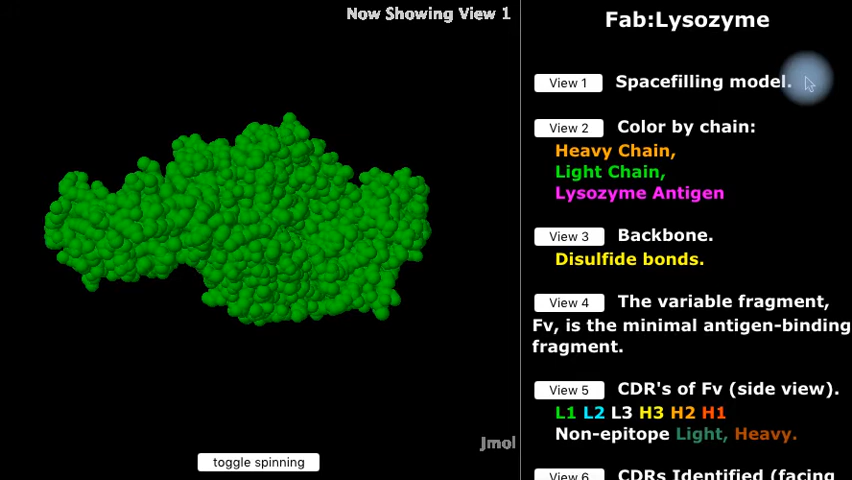 Now Showing View 1
Jmol
toggle spinning
Fab:Lysozyme
View 1 Spacefilling model.
View 2 Color by chain:
Heavy Chain,
Light Chain,
Lysozyme Antigen
View 3 Backbone.
Disulfide bonds.
View 4 The variable fragment,
Fv, is the minimal antigen-binding
fragment.
View 5 CDR's of Fv (side view).
L1 L2 L3 H3 H2 H1
Non-epitope Light, Heavy.
View 6 CDRs Identified (facing